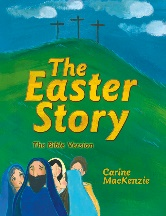 The
Easter
Story
The Bible Version
Carine
MacKenzie